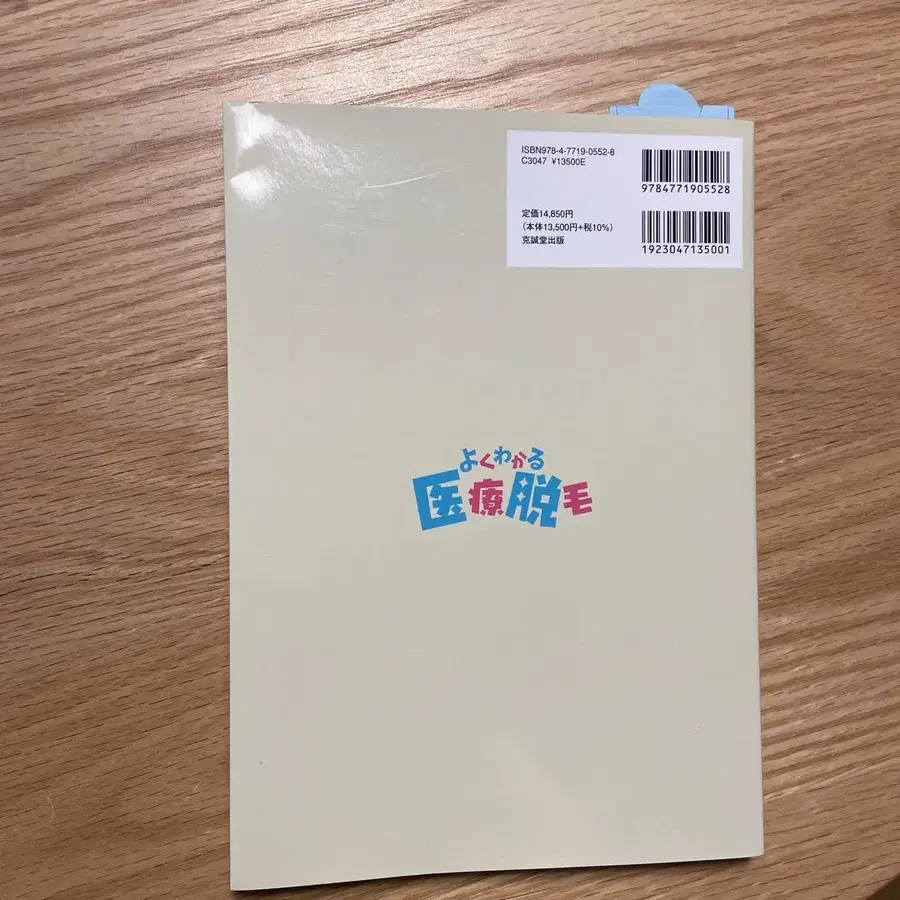 ISBN978-4-7719-0552-8
C3047 ¥13500E
9784771905528
定価14,850円
(本体13,500円+税10%)
克誠堂出版
1923047135001
よくわかる
医療脱毛